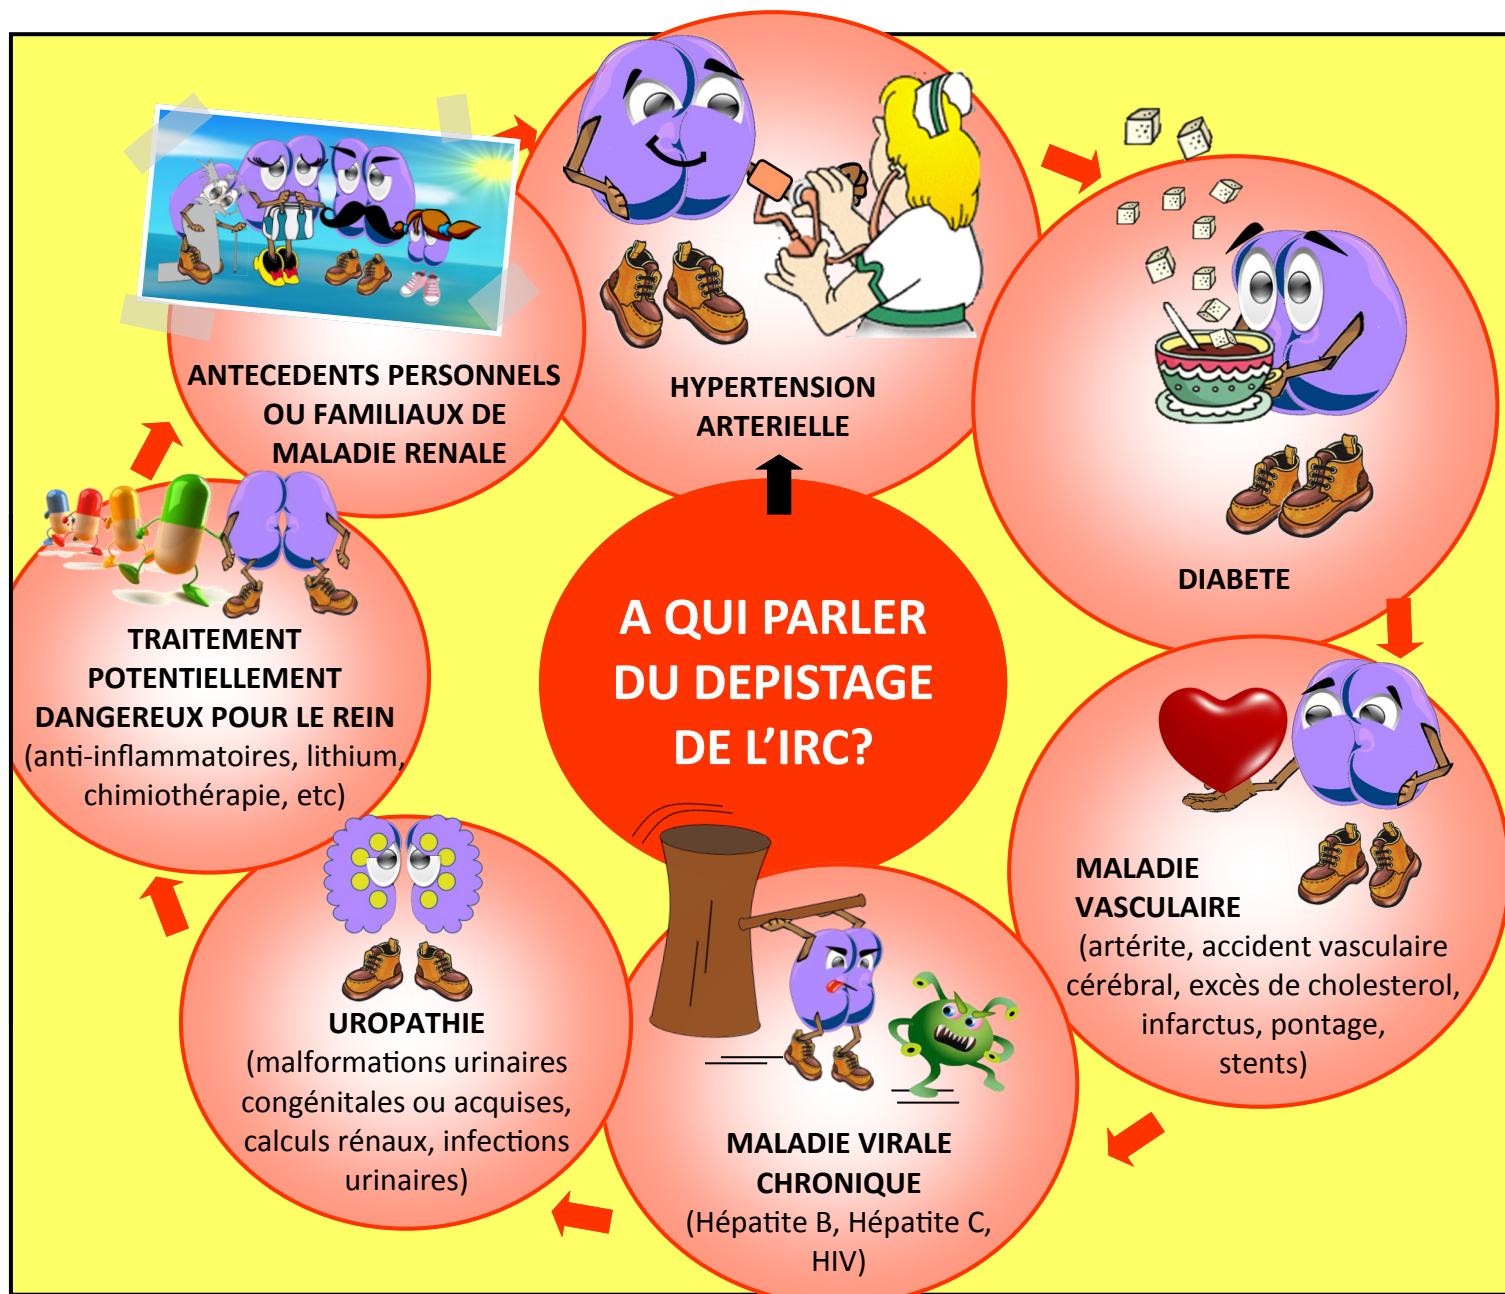 A QUI PARLER
DU DEPISTAGE
DE L’IRC?
HYPERTENSION
ARTERIELLE
DIABETE
MALADIE
VASCULAIRE
(artérite, accident vasculaire
cérébral, excès de cholesterol,
infarctus, pontage,
stents)
MALADIE VIRALE
CHRONIQUE
(Hépatite B, Hépatite C,
HIV)
UROPATHIE
(malformations urinaires
congénitales ou acquises,
calculs rénaux, infections
urinaires)
TRAITEMENT
POTENTIELLEMENT
DANGEREUX POUR LE REIN
(anti-inflammatoires, lithium,
chimiothérapie, etc)
ANTECEDENTS PERSONNELS
OU FAMILIAUX DE
MALADIE RENALE